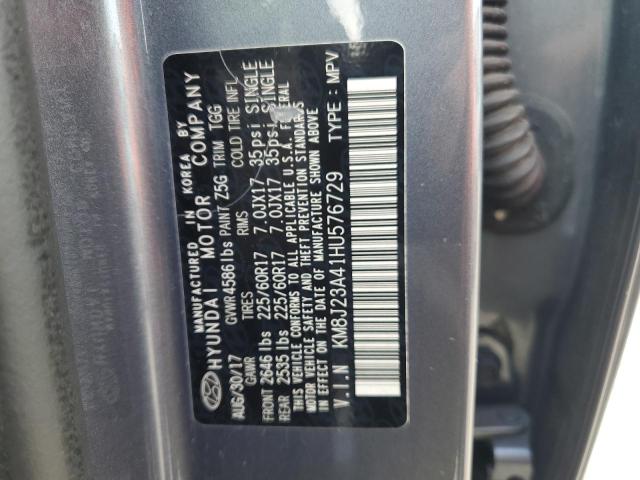 MANUFACTURED IN KOREA BY
HYUNDAI MOTOR COMPANY
AUG/30/17 GVWR 4586 lbs PAINT Z5G TRIM TGG
GAWR TIRES RIMS COLD TIRE INFL
FRONT 2646 lbs 225/60R17 7.0JX17 35psi SINGLE
REAR 2535 lbs 225/60R17 7.0JX17 35psi SINGLE
THIS VEHICLE CONFORMS TO ALL APPLICABLE U.S.A. FEDERAL
MOTOR VEHICLE SAFETY AND THEFT PREVENTION STANDARDS
IN EFFECT ON THE DATE OF MANUFACTURE SHOWN ABOVE
V.I.N KM8J23A41HU576729 TYPE : MPV